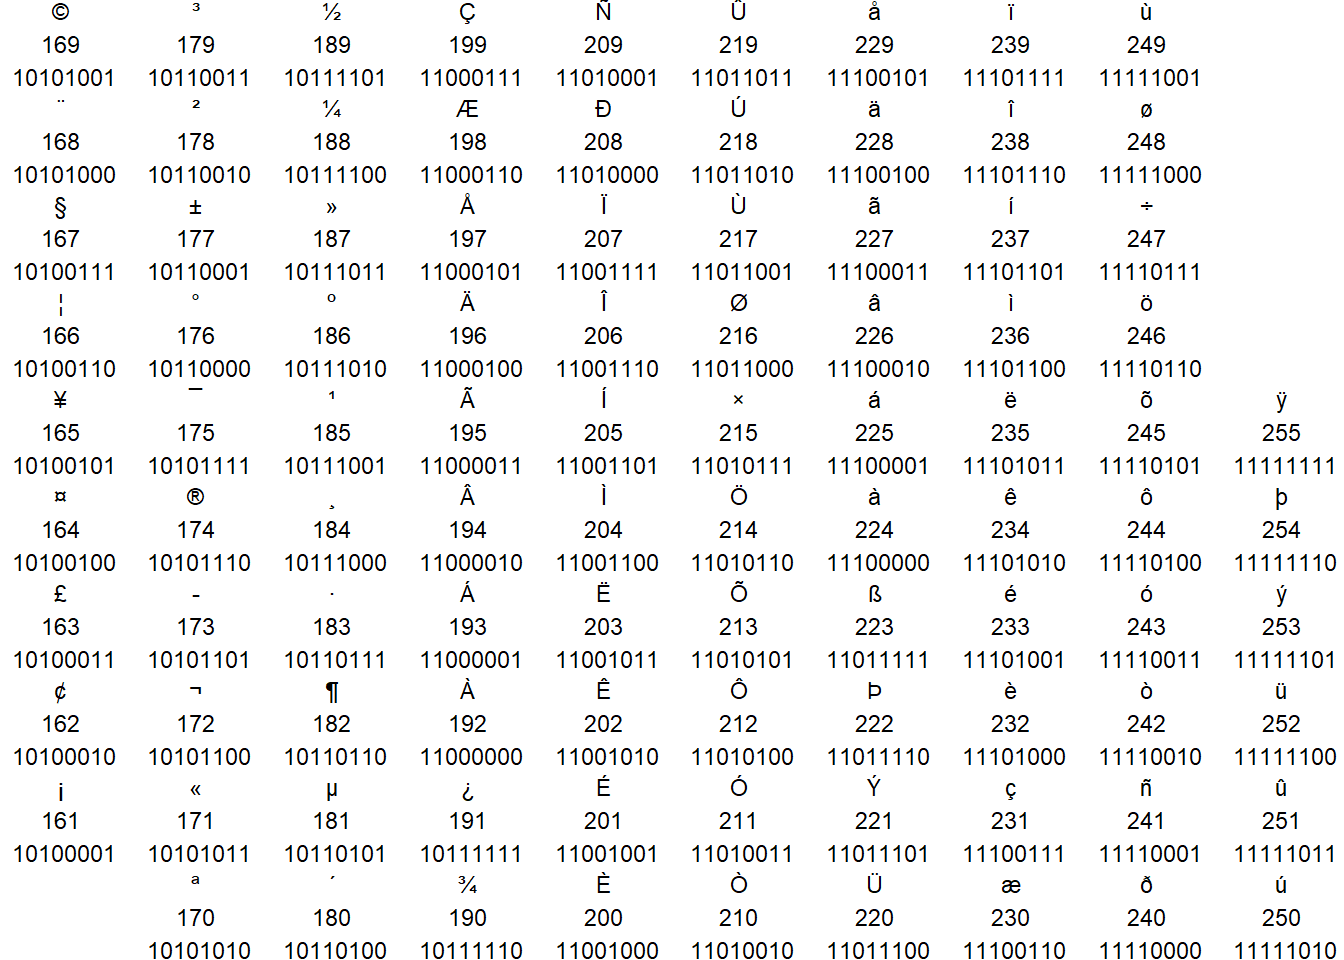 © ³ ½ Ç Ñ Û å ï ù
169 179 189 199 209 219 229 239 249
10101001 10110011 10111101 11000111 11010001 11011011 11100101 11101111 11111001
¨ ² ¼ Æ Ð Ú ä î ø
168 178 188 198 208 218 228 238 248
10101000 10110010 10111100 11000110 11010000 11011010 11100100 11101110 11111000
§ ± » Å Ï Ù ã í ÷
167 177 187 197 207 217 227 237 247
10100111 10110001 10111011 11000101 11001111 11011001 11100011 11101101 11110111
¦ ° º Ä Î Ø â ì ö
166 176 186 196 206 216 226 236 246
10100110 10110000 10111010 11000100 11001110 11011000 11100010 11101100 11110110
¥ ¯ ¹ Ã Í × á ë õ ÿ
165 175 185 195 205 215 225 235 245 255
10100101 10101111 10111001 11000011 11001101 11010111 11100001 11101011 11110101 11111111
¤ ® ¸ Â Ì Ö à ê ô þ
164 174 184 194 204 214 224 234 244 254
10100100 10101110 10111000 11000010 11001100 11010110 11100000 11101010 11110100 11111110
£ - · Á Ë Õ ß é ó ý
163 173 183 193 203 213 223 233 243 253
10100011 10101101 10110111 11000001 11001011 11010101 11011111 11101001 11110011 11111101
¢ ¬ ¶ À Ê Ô Þ è ò ü
162 172 182 192 202 212 222 232 242 252
10100010 10101100 10110110 11000000 11001010 11010100 11011110 11101000 11110010 11111100
¡ « µ ¿ É Ó Ý ç ñ û
161 171 181 191 201 211 221 231 241 251
10100001 10101011 10110101 10111111 11001001 11010011 11011101 11100111 11110001 11111011
ª ´ ¾ È Ò Ü æ ð ú
170 180 190 200 210 220 230 240 250
10101010 10110100 10111110 11001000 11010010 11011100 11100110 11110000 11111010